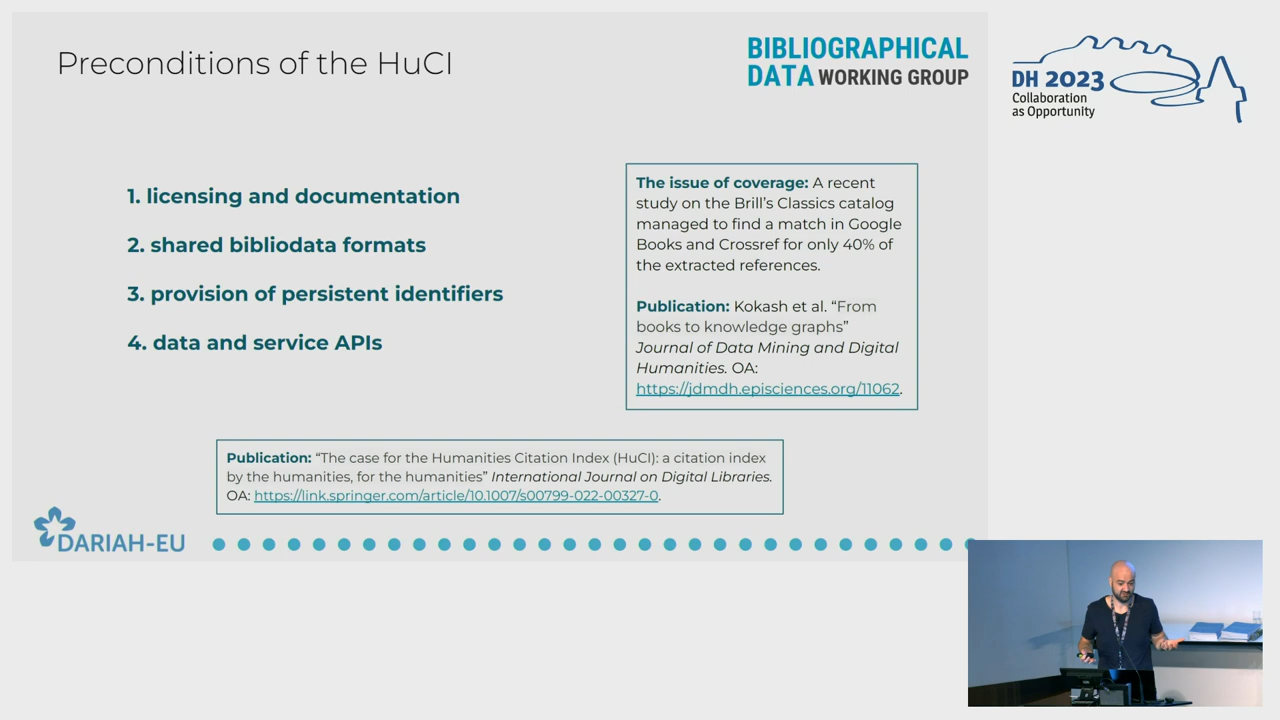 Preconditions of the HuCI
BIBLIOGRAPHICAL
DATA WORKING GROUP
DH 2023
Collaboration
as Opportunity
1. licensing and documentation
2. shared bibliodata formats
3. provision of persistent identifiers
4. data and service APIs
The issue of coverage: A recent
study on the Brill's Classics catalog
managed to find a match in Google
Books and Crossref for only 40% of
the extracted references.
Publication: Kokash et al. “From
books to knowledge graphs”
Journal of Data Mining and Digital
Humanities. OA:
https://jdmdh.episciences.org/11062.
Publication: “The case for the Humanities Citation Index (HuCI): a citation index
by the humanities, for the humanities” International Journal on Digital Libraries.
OA: https://link.springer.com/article/10.1007/s00799-022-00327-0.
DARIAH-EU